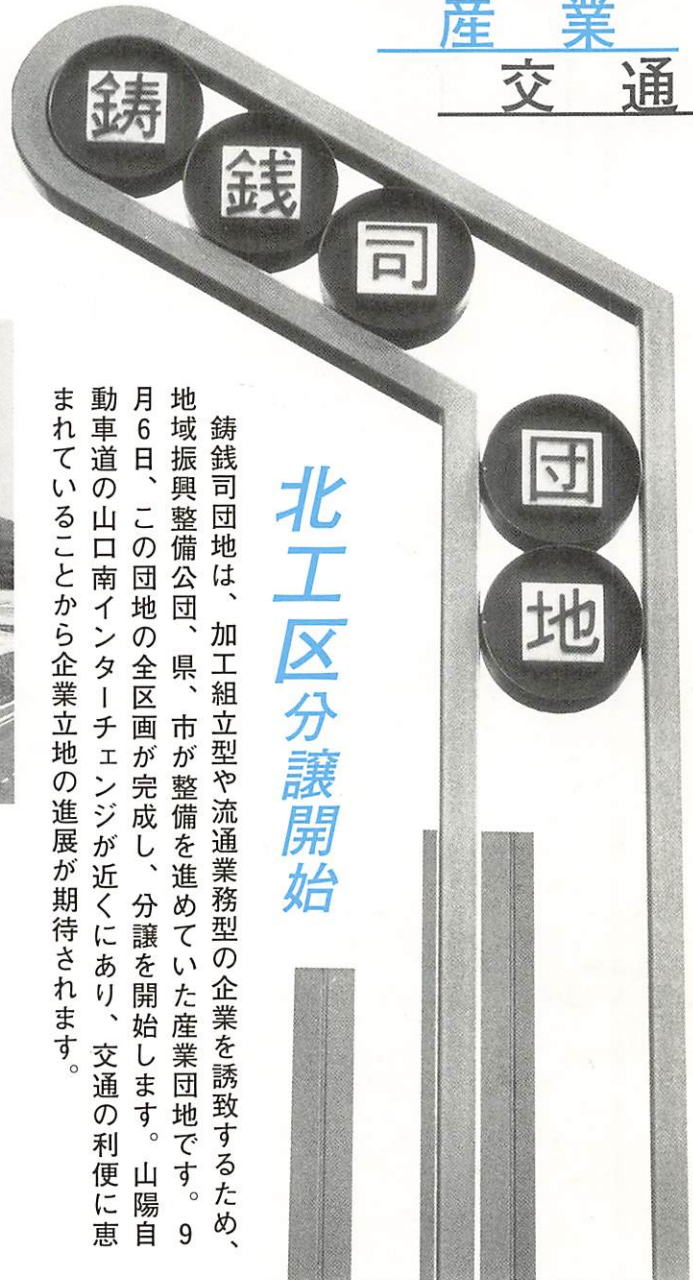 産業
交通
鋳銭司
団地
北工区分譲開始
鋳銭司団地は、加工組立型や流通業務型の企業を誘致するため、
地域振興整備公団、県、市が整備を進めていた産業団地です。9
月6日、この団地の全区画が完成し、分譲を開始します。山陽自
動車道の山口南インターチェンジが近くにあり、交通の利便に恵
まれていることから企業立地の進展が期待されます。